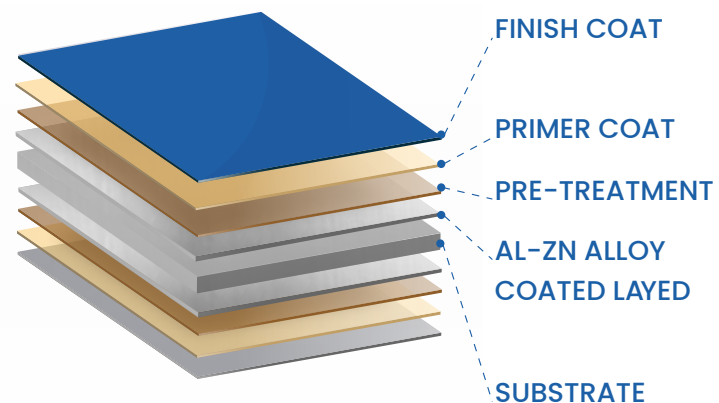 FINISH COAT
PRIMER COAT
PRE-TREATMENT
AL-ZN ALLOY
COATED LAYED
SUBSTRATE